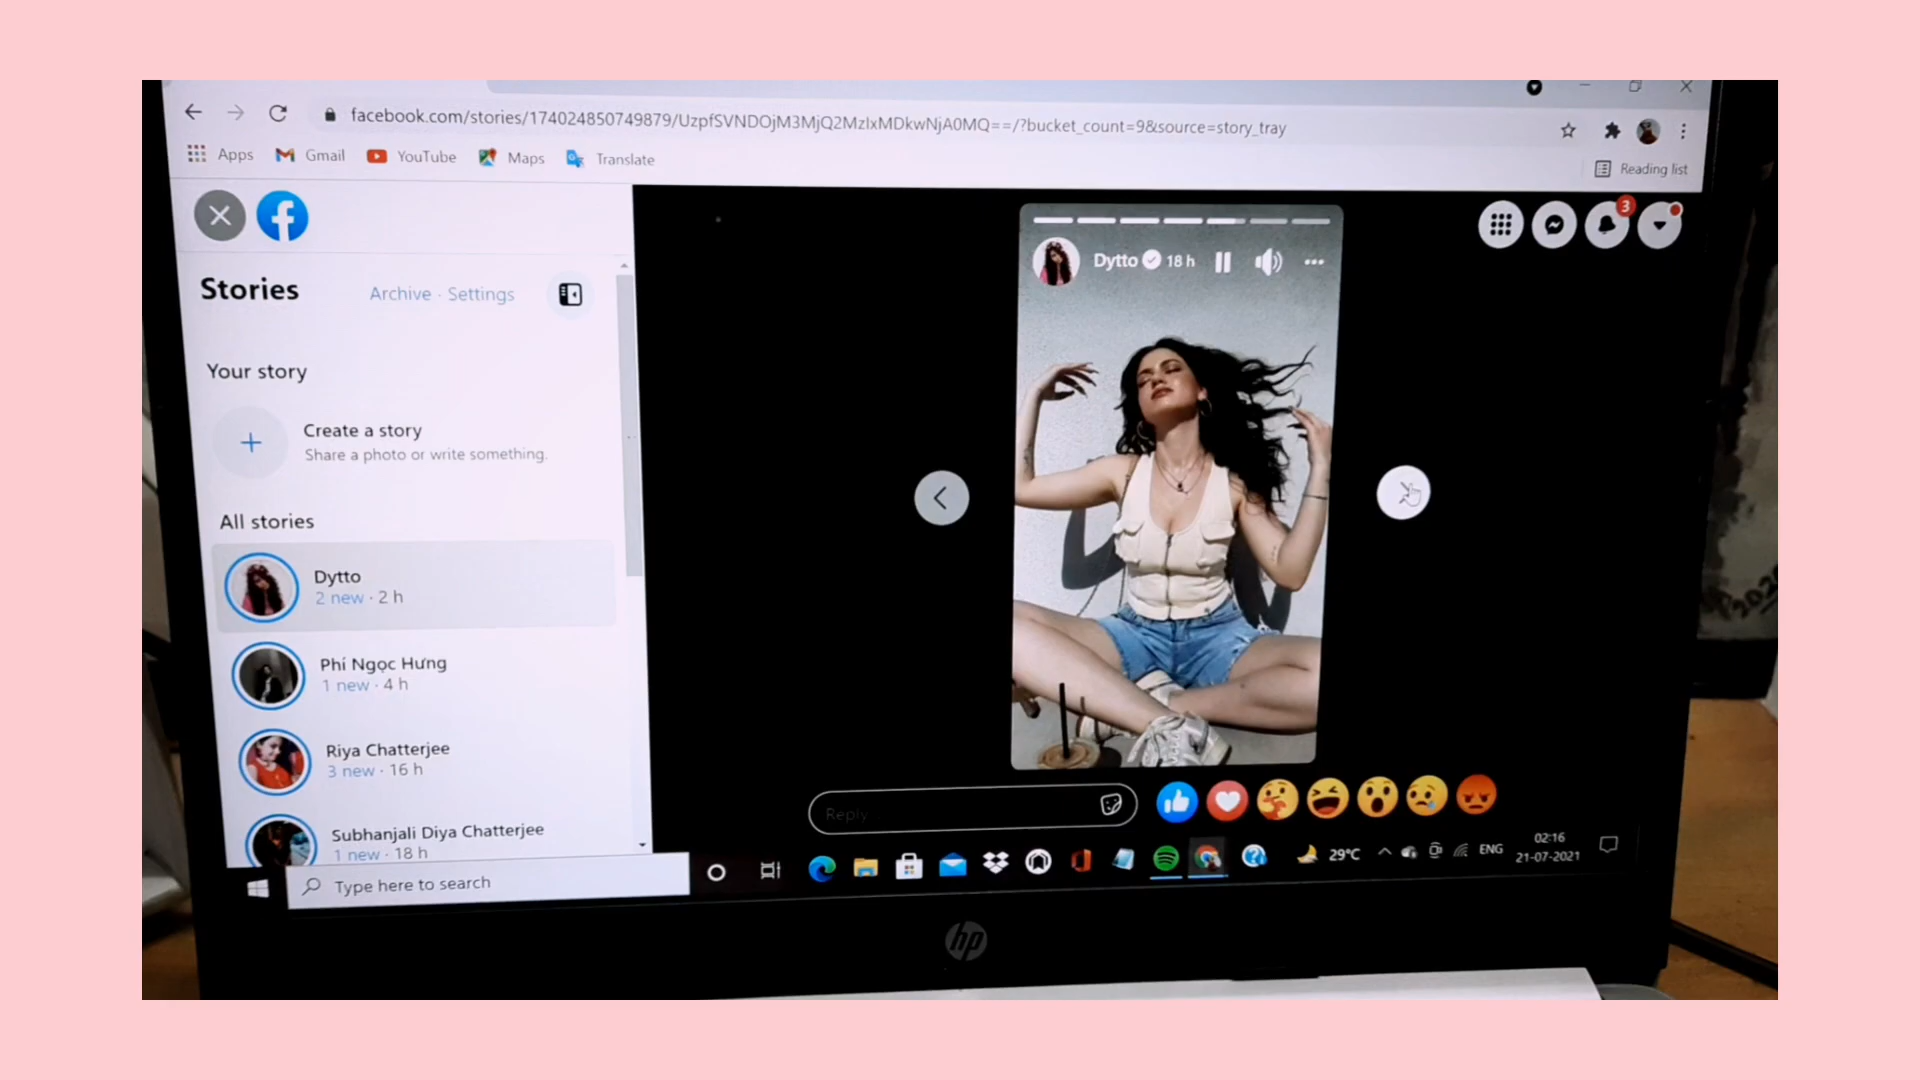 facebook.com/stories/174024850749879/UzpfSVNDOjM3MjQ2MzIxMDkwNjA0MQ==/?bucket_count=9&source=story_tray
Apps Gmail YouTube Maps Translate
Reading list
3
Stories Archive · Settings
Your story
Create a story
Share a photo or write something.
All stories
Dytto
2 new · 2 h
Phí Ngọc Hưng
1 new · 4 h
Riya Chatterjee
3 new · 16 h
Subhanjali Diya Chatterjee
1 new · 18 h
Dytto 18 h
Reply
Type here to search
29°C ENG 02:16
21-07-2021
hp